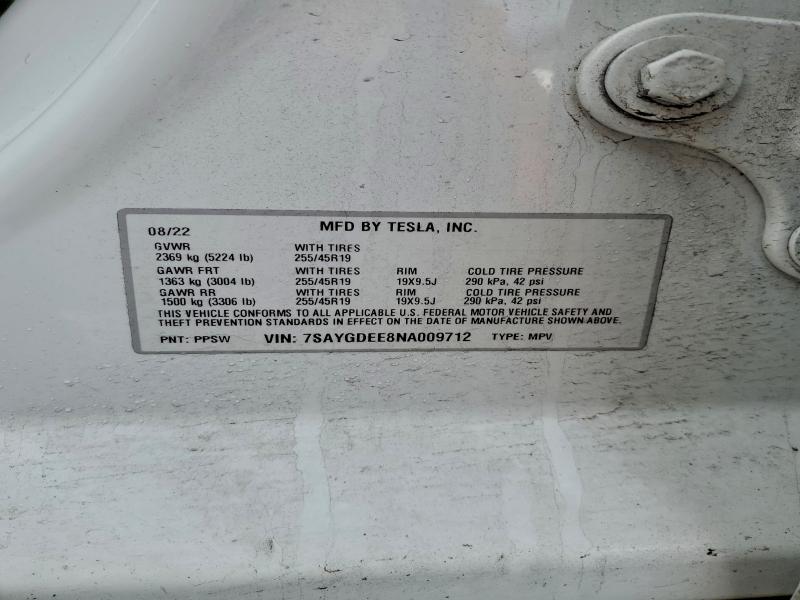 08/22 MFD BY TESLA, INC.
GVWR WITH TIRES
2369 kg (5224 lb) 255/45R19
GAWR FRT WITH TIRES RIM COLD TIRE PRESSURE
1363 kg (3004 lb) 255/45R19 19X9.5J 290 kPa, 42 psi
GAWR RR WITH TIRES RIM COLD TIRE PRESSURE
1500 kg (3306 lb) 255/45R19 19X9.5J 290 kPa, 42 psi
THIS VEHICLE CONFORMS TO ALL APPLICABLE U.S. FEDERAL MOTOR VEHICLE SAFETY AND
THEFT PREVENTION STANDARDS IN EFFECT ON THE DATE OF MANUFACTURE SHOWN ABOVE.
PNT: PPSW VIN: 7SAYGDEE8NA009712 TYPE: MPV